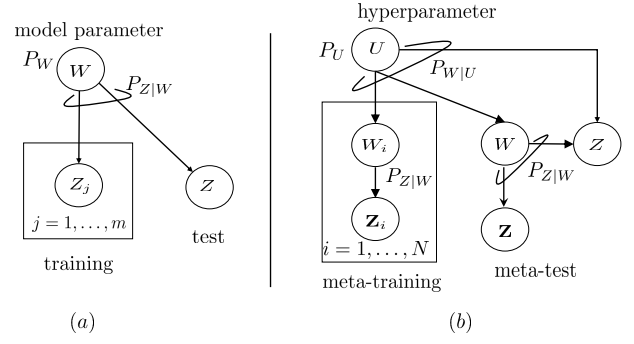 model parameter
P_W
W
P_{Z|W}
Z_j
j = 1, . . . , m
training
Z
test
(a)
hyperparameter
P_U
U
P_{W|U}
W_i
P_{Z|W}
𝐙_i
i = 1, . . . , N
meta-training
W
Z
P_{Z|W}
𝐙
meta-test
(b)